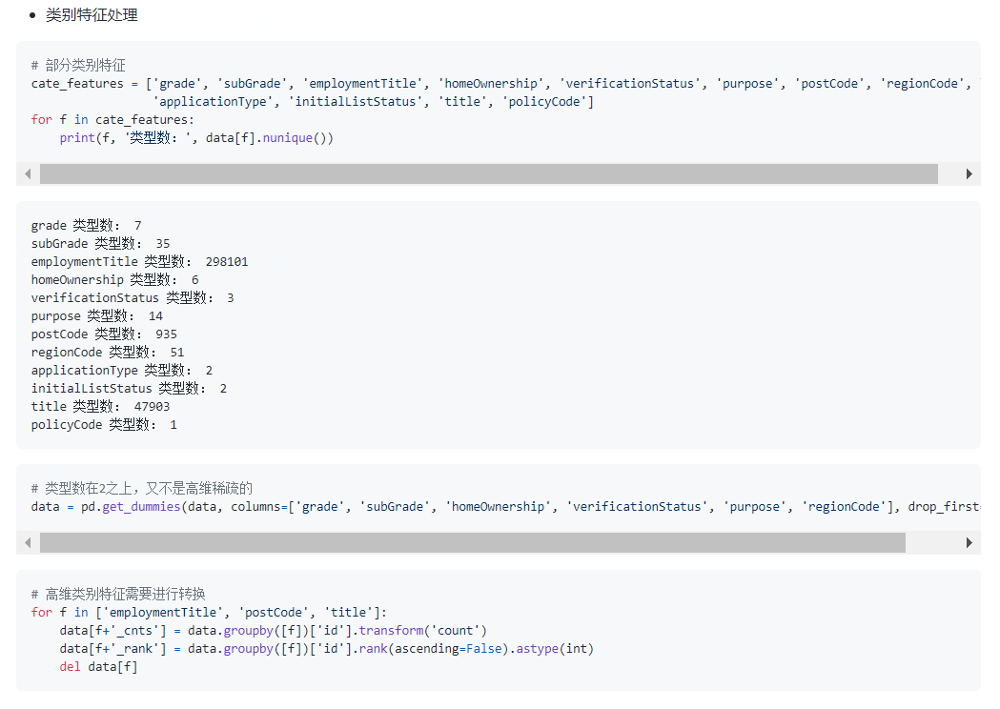 类别特征处理
# 部分类别特征
cate_features = ['grade', 'subGrade', 'employmentTitle', 'homeOwnership', 'verificationStatus', 'purpose', 'postCode', 'regionCode',
'applicationType', 'initialListStatus', 'title', 'policyCode']
for f in cate_features:
    print(f, '类型数：', data[f].nunique())
grade 类型数： 7
subGrade 类型数： 35
employmentTitle 类型数： 298101
homeOwnership 类型数： 6
verificationStatus 类型数： 3
purpose 类型数： 14
postCode 类型数： 935
regionCode 类型数： 51
applicationType 类型数： 2
initialListStatus 类型数： 2
title 类型数： 47903
policyCode 类型数： 1
# 类型数在2之上，又不是高维稀疏的
data = pd.get_dummies(data, columns=['grade', 'subGrade', 'homeOwnership', 'verificationStatus', 'purpose', 'regionCode'], drop_first=
# 高维类别特征需要进行转换
for f in ['employmentTitle', 'postCode', 'title']:
    data[f+'_cnts'] = data.groupby([f])['id'].transform('count')
    data[f+'_rank'] = data.groupby([f])['id'].rank(ascending=False).astype(int)
    del data[f]